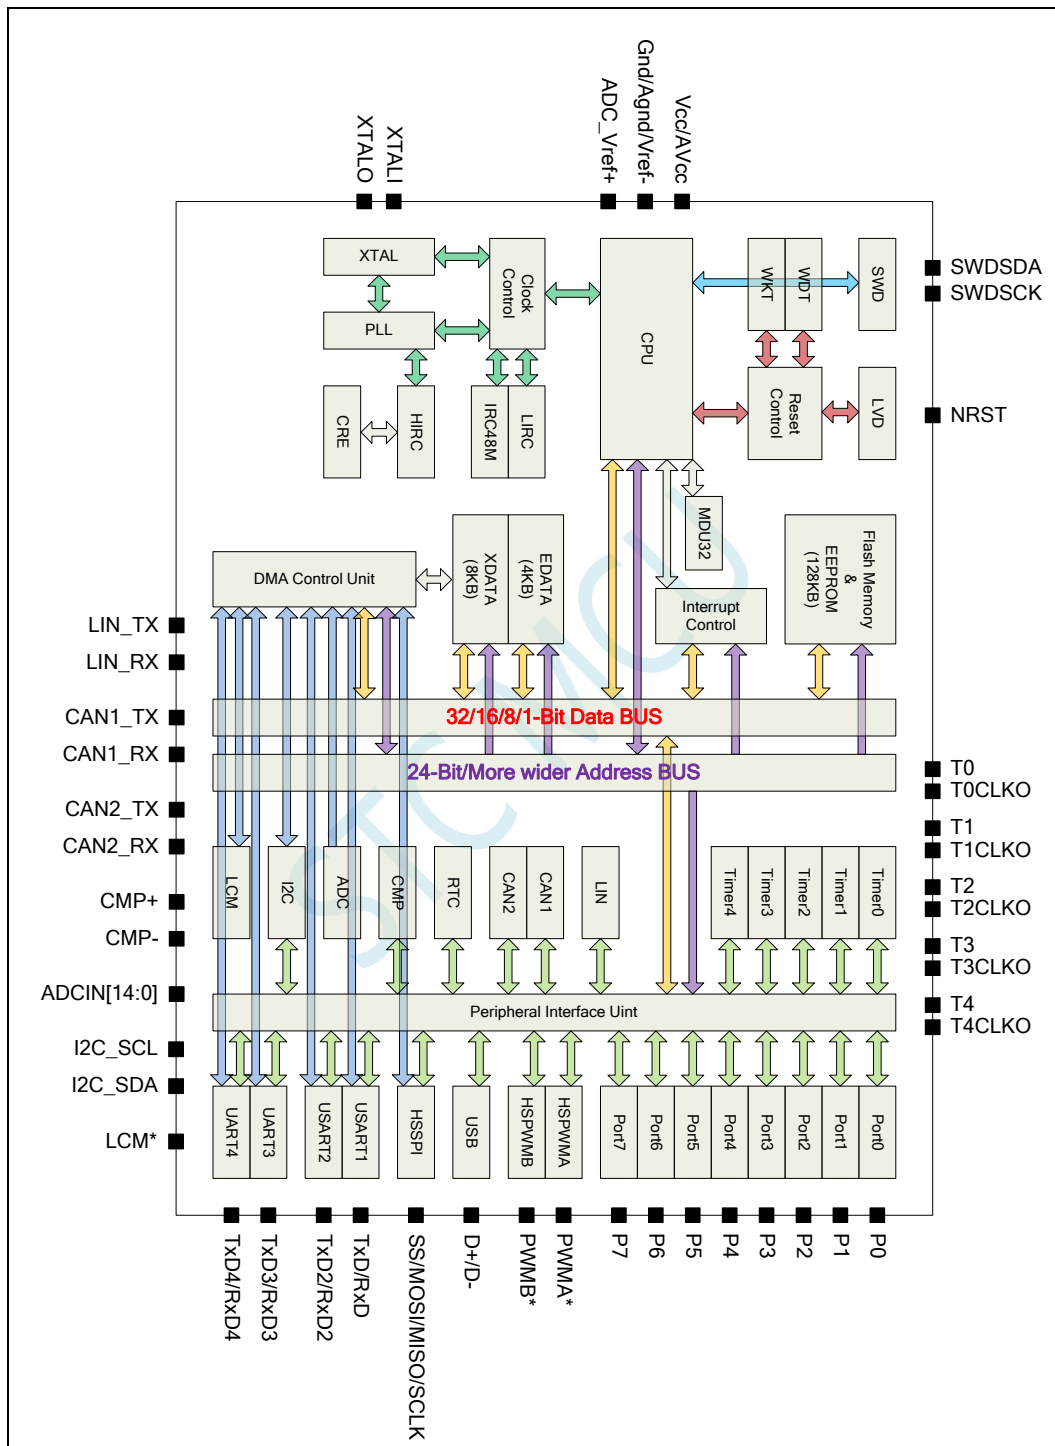 XTALO
XTALI
ADC_Vref+
Gnd/Agnd/Vref-
Vcc/AVcc
XTAL
Clock
Control
CPU
WKT
WDT
SWD
SWDSDA
SWDSCK
PLL
CRE
HIRC
IRC48M
LIRC
Reset
Control
LVD
NRST
MDU32
DMA Control Unit
XDATA
(8KB)
EDATA
(4KB)
Interrupt
Control
Flash Memory
&
EEPROM
(128KB)
LIN_TX
LIN_RX
CAN1_TX
32/16/8/1-Bit Data BUS
CAN1_RX
24-Bit/More wider Address BUS
T0
T0CLKO
CAN2_TX
T1
CAN2_RX
T1CLKO
LCM
I2C
ADC
CMP
RTC
CAN2
CAN1
LIN
Timer4
Timer3
Timer2
Timer1
Timer0
T2
CMP+
T2CLKO
CMP-
T3
T3CLKO
ADCIN[14:0]
T4
Peripheral Interface Uint
T4CLKO
I2C_SCL
I2C_SDA
LCM*
UART4
UART3
USART2
USART1
HSSPI
USB
HSPWMB
HSPWMA
Port7
Port6
Port5
Port4
Port3
Port2
Port1
Port0
TxD4/RxD4
TxD3/RxD3
TxD2/RxD2
TxD/RxD
SS/MOSI/MISO/SCLK
D+/D-
PWMB*
PWMA*
P7
P6
P5
P4
P3
P2
P1
P0
STC MCU